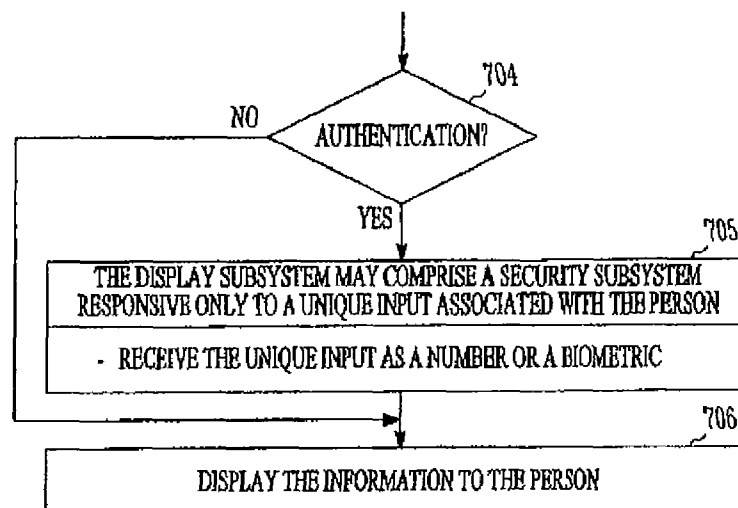 704
NO
AUTHENTICATION?
YES
705
THE DISPLAY SUBSYSTEM MAY COMPRISE A SECURITY SUBSYSTEM
RESPONSIVE ONLY TO A UNIQUE INPUT ASSOCIATED WITH THE PERSON
- RECEIVE THE UNIQUE INPUT AS A NUMBER OR A BIOMETRIC
706
DISPLAY THE INFORMATION TO THE PERSON